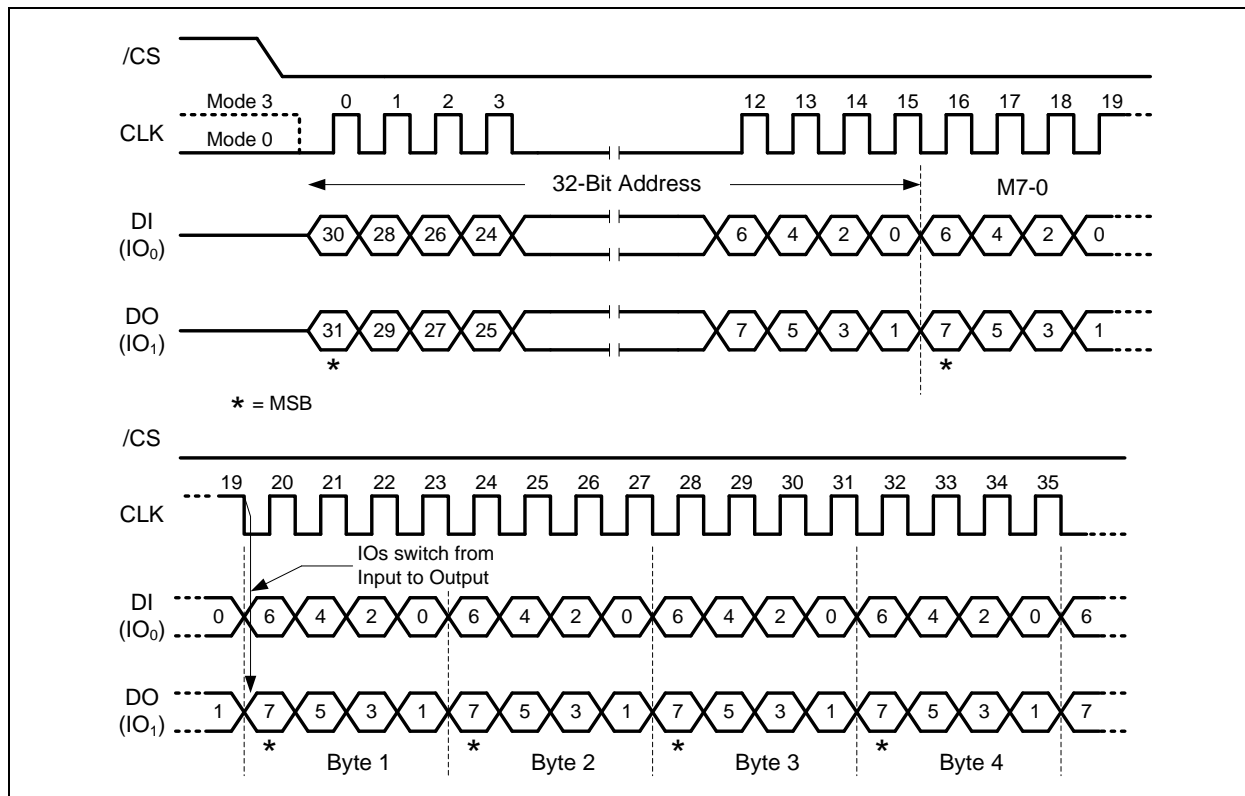 /CS
Mode 3
0 1 2 3 12 13 14 15 16 17 18 19
CLK
Mode 0
32-Bit Address
M7-0
DI
(IO₀)
30 28 26 24 6 4 2 0 6 4 2 0
DO
(IO₁)
31 29 27 25 7 5 3 1 7 5 3 1
* *
* = MSB
/CS
19 20 21 22 23 24 25 26 27 28 29 30 31 32 33 34 35
CLK
IOs switch from
Input to Output
DI
(IO₀)
0 6 4 2 0 6 4 2 0 6 4 2 0 6 4 2 0 6
DO
(IO₁)
1 7 5 3 1 7 5 3 1 7 5 3 1 7 5 3 1 7
* * * *
Byte 1 Byte 2 Byte 3 Byte 4